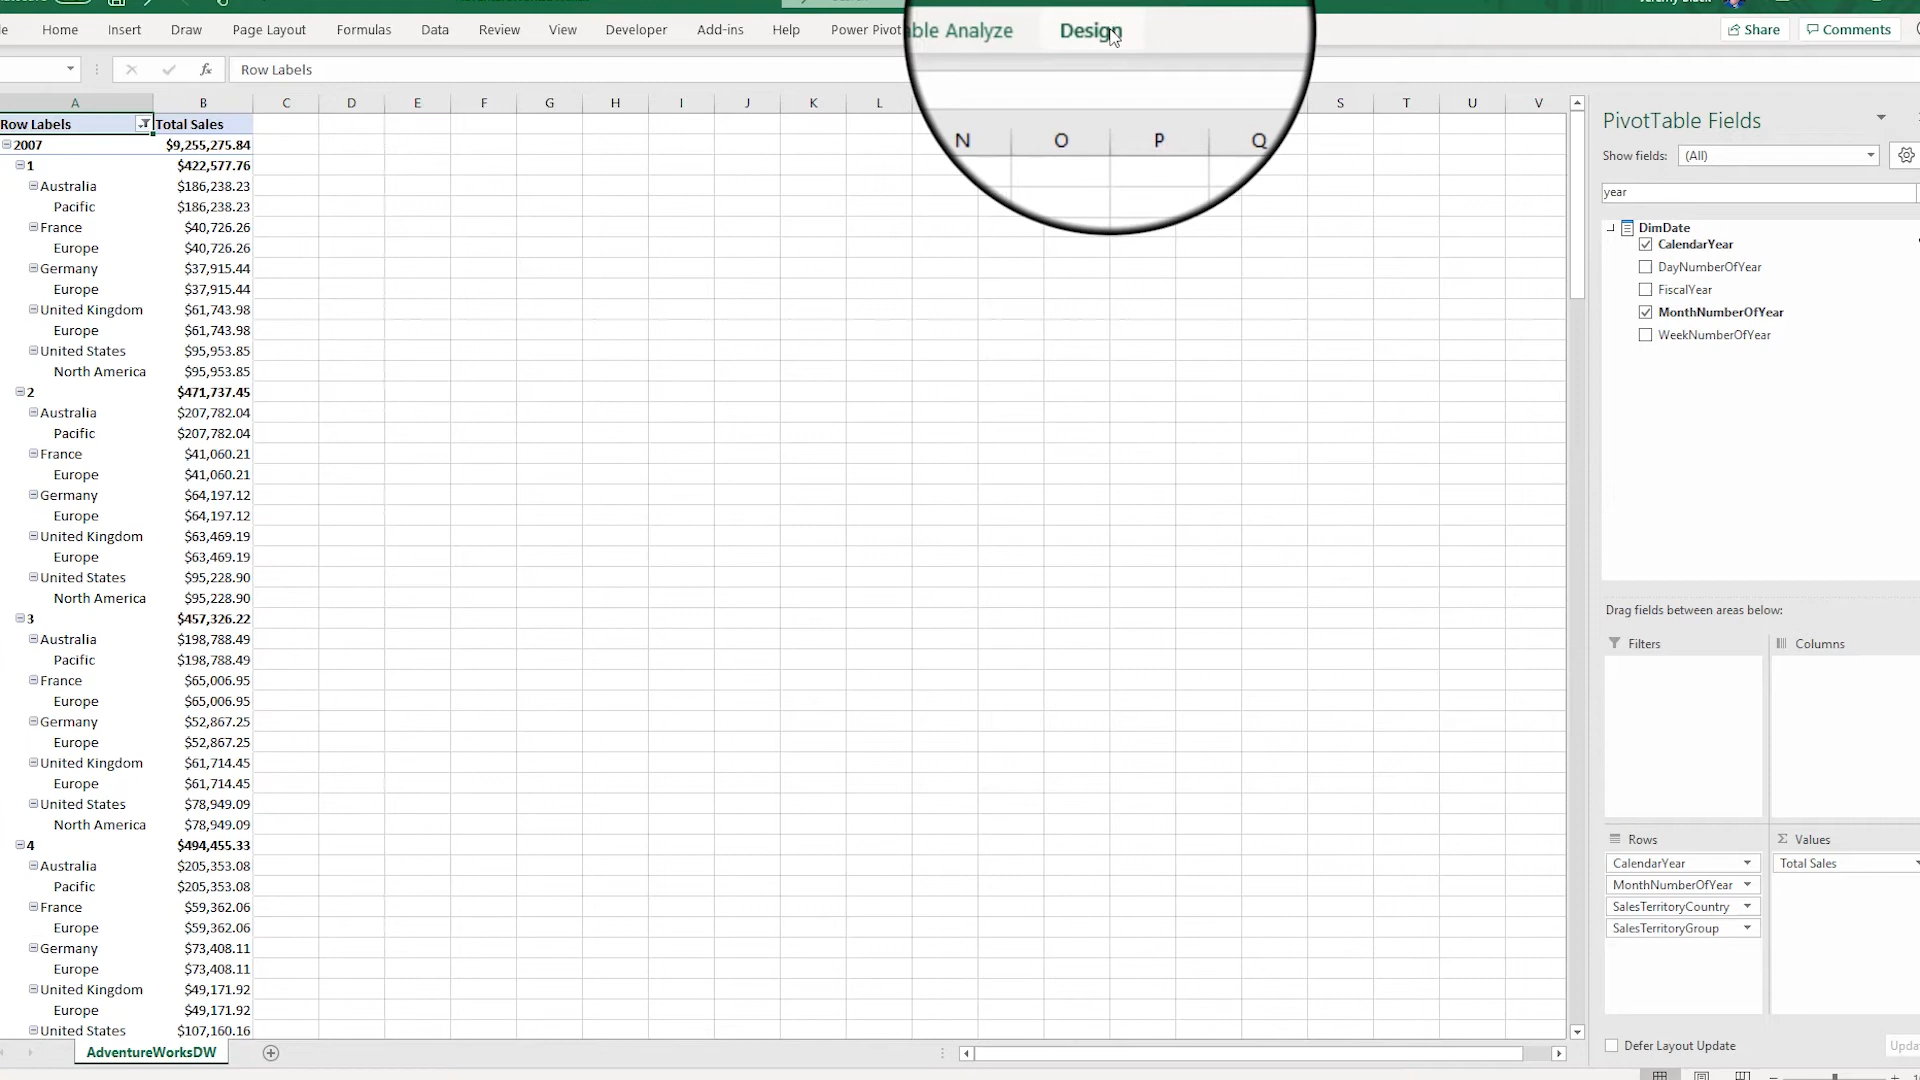 Home Insert Draw Page Layout Formulas Data Review View Developer Add-ins Help Power Pivot ble Analyze Design Share Comments
Row Labels
A B C D E F G H I J K L N O P Q S T U V
Row Labels Total Sales
2007 $9,255,275.84
1 $422,577.76
Australia $186,238.23
Pacific $186,238.23
France $40,726.26
Europe $40,726.26
Germany $37,915.44
Europe $37,915.44
United Kingdom $61,743.98
Europe $61,743.98
United States $95,953.85
North America $95,953.85
2 $471,737.45
Australia $207,782.04
Pacific $207,782.04
France $41,060.21
Europe $41,060.21
Germany $64,197.12
Europe $64,197.12
United Kingdom $63,469.19
Europe $63,469.19
United States $95,228.90
North America $95,228.90
3 $457,326.22
Australia $198,788.49
Pacific $198,788.49
France $65,006.95
Europe $65,006.95
Germany $52,867.25
Europe $52,867.25
United Kingdom $61,714.45
Europe $61,714.45
United States $78,949.09
North America $78,949.09
4 $494,455.33
Australia $205,353.08
Pacific $205,353.08
France $59,362.06
Europe $59,362.06
Germany $73,408.11
Europe $73,408.11
United Kingdom $49,171.92
Europe $49,171.92
United States $107,160.16
AdventureWorksDW
PivotTable Fields
Show fields: (All)
year
DimDate
CalendarYear
DayNumberOfYear
FiscalYear
MonthNumberOfYear
WeekNumberOfYear
Drag fields between areas below:
Filters Columns
Rows Values
CalendarYear Total Sales
MonthNumberOfYear
SalesTerritoryCountry
SalesTerritoryGroup
Defer Layout Update Upda